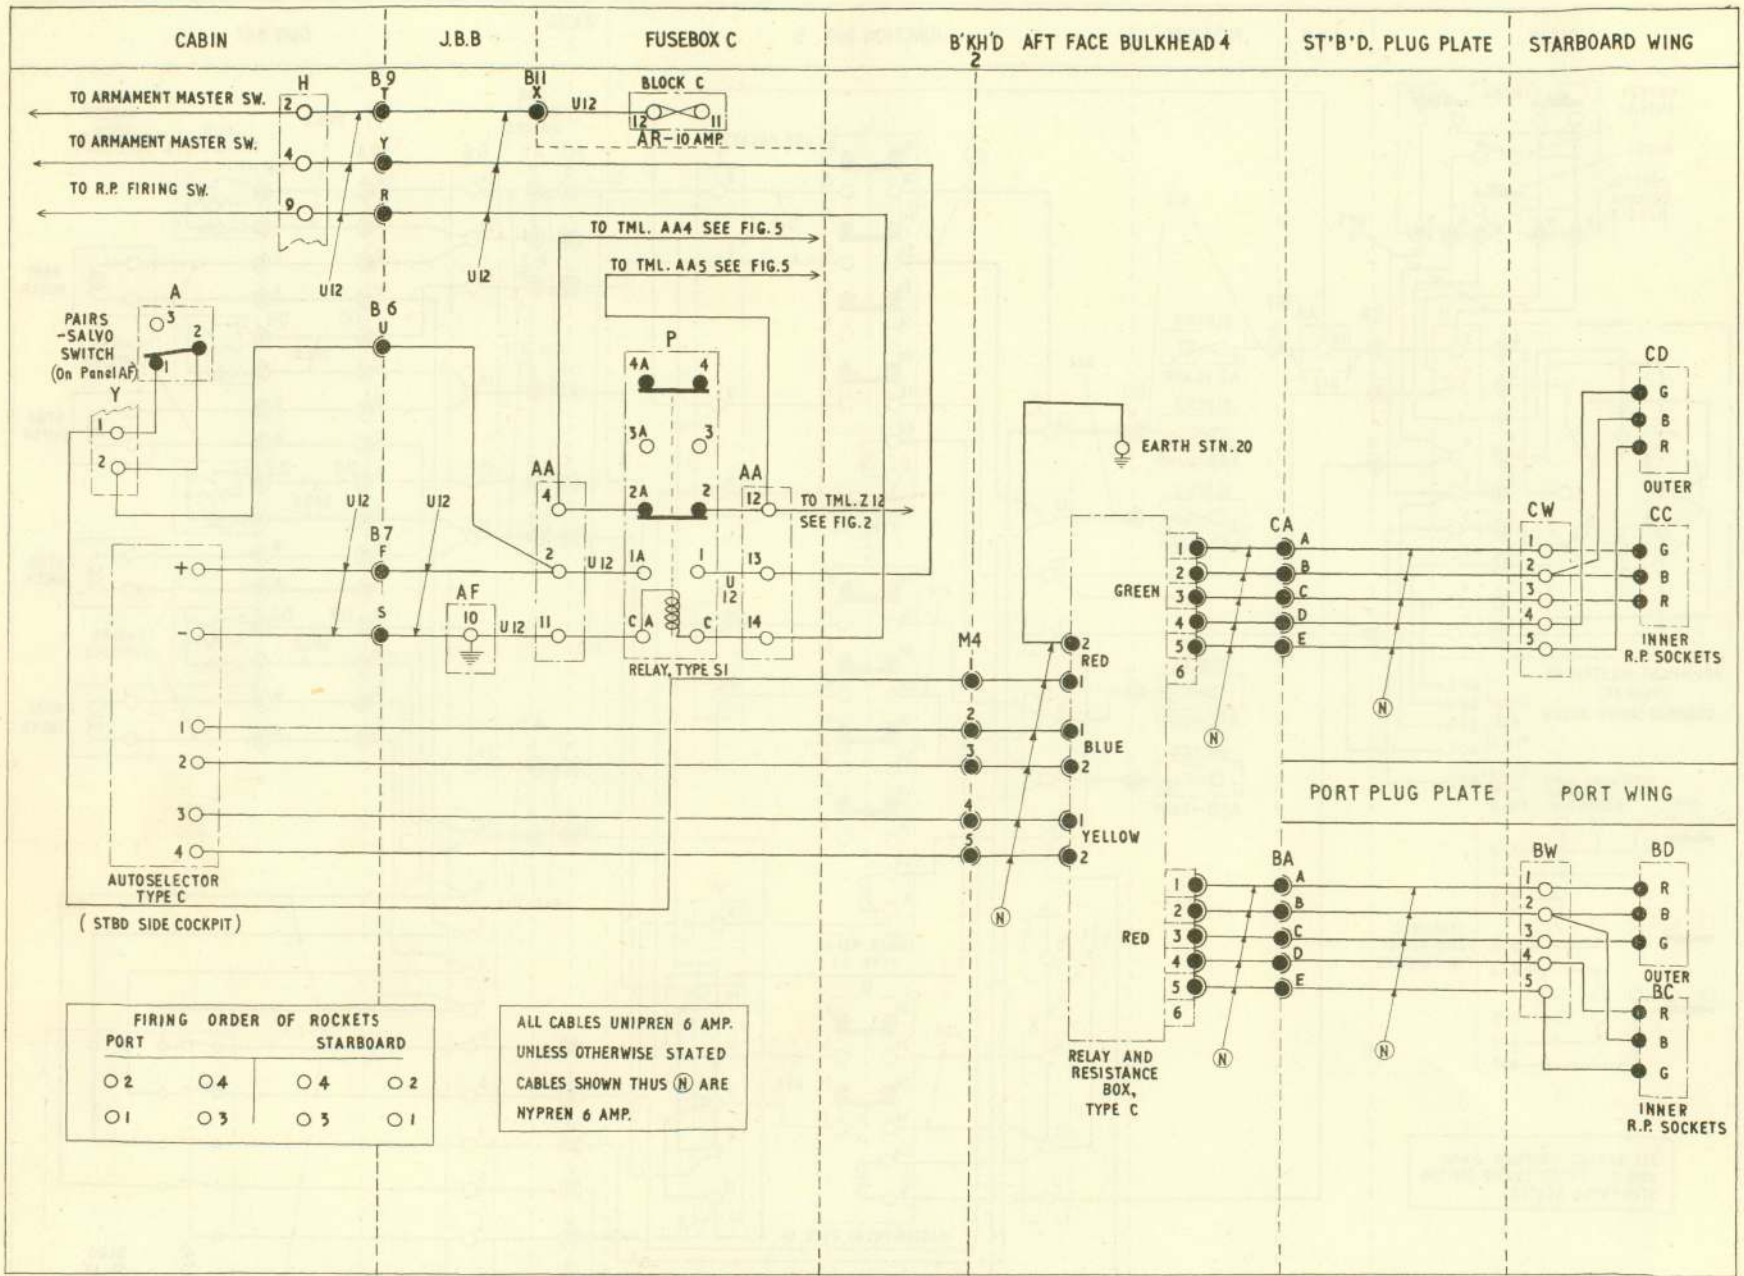 CABIN
J.B.B
FUSEBOX C
B'KH'D
2
AFT FACE BULKHEAD 4
ST'B'D. PLUG PLATE
STARBOARD WING
H
B 9
B11
BLOCK C
TO ARMAMENT MASTER SW.
2
T
X
U12
12
11
AR-10 AMP.
TO ARMAMENT MASTER SW.
4
Y
TO R.P. FIRING SW.
9
R
U12
U12
TO TML. AA4 SEE FIG.5
TO TML. AA5 SEE FIG.5
A
3
2
1
PAIRS
-SALVO
SWITCH
(On Panel AF)
B 6
U
Y
1
2
P
4A
4
3A
3
2A
2
1A
1
C A
C
RELAY, TYPE S1
AA
4
2
11
AA
12
13
14
TO TML. Z 12
SEE FIG. 2
U12
U12
B7
F
S
U12
U
12
AF
10
U12
+
-
1
2
3
4
AUTOSELECTOR
TYPE C
( STBD SIDE COCKPIT )
EARTH STN. 20
M4
1
2
3
4
5
2
RED
1
1
BLUE
2
1
YELLOW
2
N
GREEN
1
2
3
4
5
6
CA
A
B
C
D
E
N
N
CW
1
2
3
4
5
CD
G
B
R
OUTER
CC
G
B
R
INNER
R.P. SOCKETS
PORT PLUG PLATE
PORT WING
RED
1
2
3
4
5
6
BA
A
B
C
D
E
N
N
BW
1
2
3
4
5
BD
R
B
G
OUTER
BC
R
B
G
INNER
R.P. SOCKETS
RELAY AND
RESISTANCE
BOX,
TYPE C
FIRING ORDER OF ROCKETS
PORT STARBOARD
2 4 4 2
1 3 3 1
ALL CABLES UNIPREN 6 AMP.
UNLESS OTHERWISE STATED
CABLES SHOWN THUS N ARE
NYPREN 6 AMP.